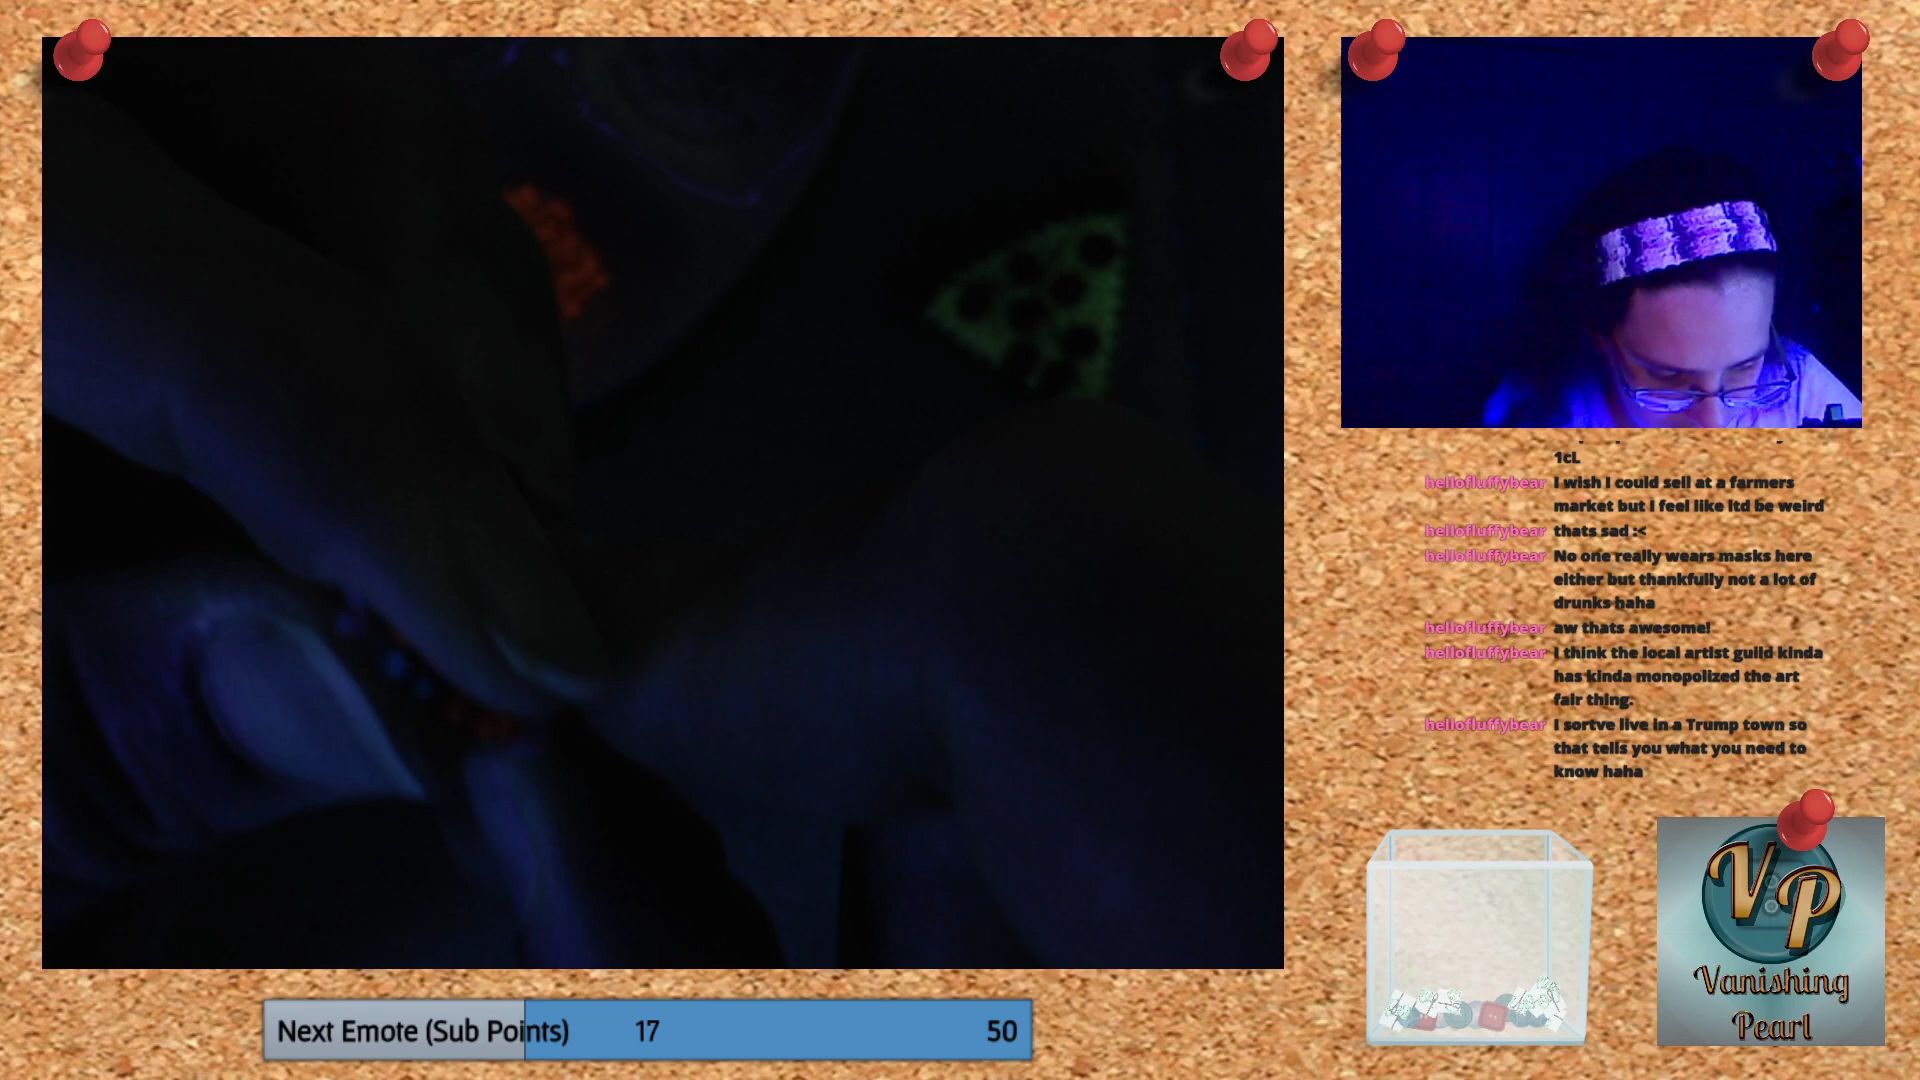 1cL
hellofluffybear I wish I could sell at a farmers
market but I feel like itd be weird
hellofluffybear thats sad :<
hellofluffybear No one really wears masks here
either but thankfully not a lot of
drunks haha
hellofluffybear aw thats awesome!
hellofluffybear I think the local artist guild kinda
has kinda monopolized the art
fair thing.
hellofluffybear I sortve live in a Trump town so
that tells you what you need to
know haha
VP
Vanishing
Pearl
Next Emote (Sub Points) 17 50